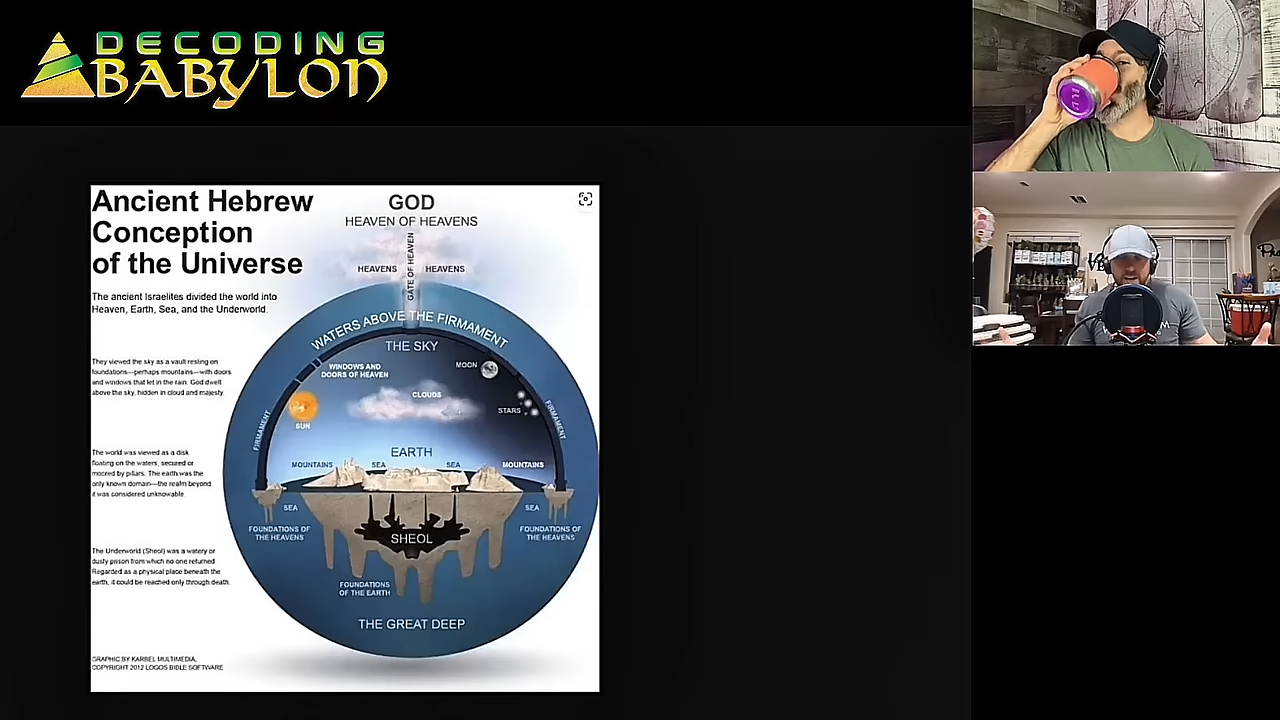 DECODING
BABYLON
Ancient Hebrew
Conception
of the Universe
The ancient Israelites divided the world into
Heaven, Earth, Sea, and the Underworld.
They viewed the sky as a vault resting on
foundations—perhaps mountains—with doors
and windows that let in the rain. God dwelt
above the sky, hidden in cloud and majesty.
The world was viewed as a disk
floating on the waters, secured or
moored by pillars. The earth was the
only known domain—the realm beyond
it was considered unknowable.
The Underworld (Sheol) was a watery or
dusty prison from which no one returned
Regarded as a physical place beneath the
earth, it could be reached only through death.
GRAPHIC BY KARBEL MULTIMEDIA,
COPYRIGHT 2012 LOGOS BIBLE SOFTWARE
GOD
HEAVEN OF HEAVENS
HEAVENS
GATE OF HEAVEN
HEAVENS
WATERS ABOVE THE FIRMAMENT
THE SKY
WINDOWS AND
DOORS OF HEAVEN
MOON
CLOUDS
STARS
SUN
FIRMAMENT
FIRMAMENT
EARTH
MOUNTAINS
SEA
SEA
MOUNTAINS
SEA
SEA
FOUNDATIONS OF
THE HEAVENS
FOUNDATIONS OF
THE HEAVENS
SHEOL
FOUNDATIONS
OF THE EARTH
THE GREAT DEEP